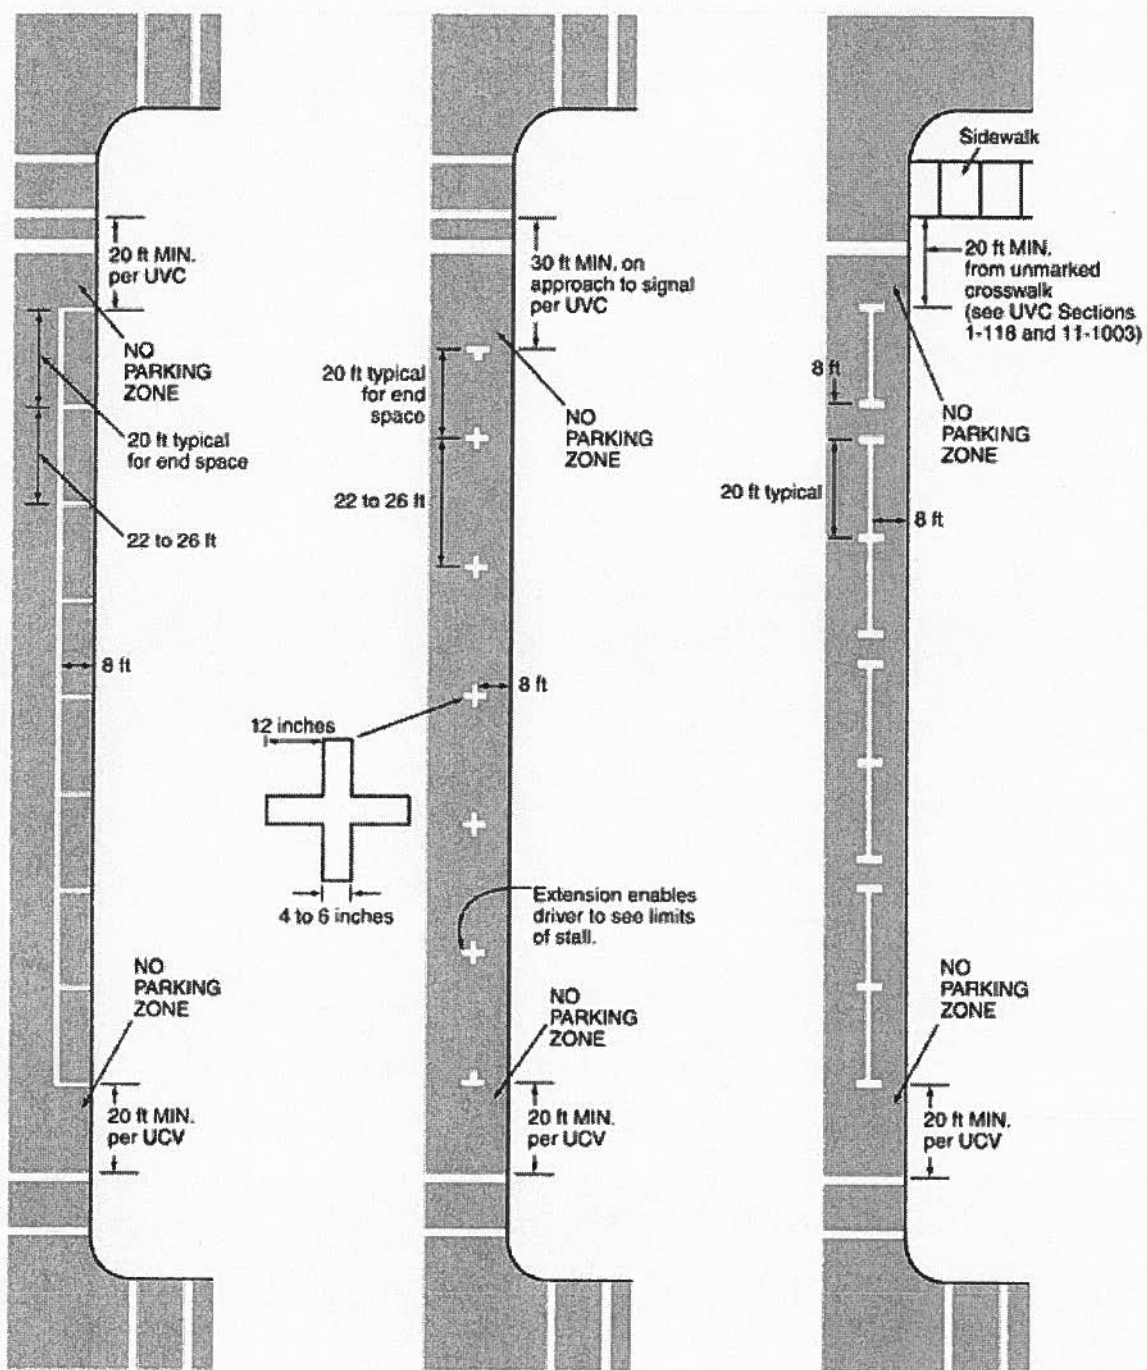 20 ft MIN.
per UVC
NO
PARKING
ZONE
20 ft typical
for end space
22 to 26 ft
8 ft
NO
PARKING
ZONE
20 ft MIN.
per UCV
30 ft MIN. on
approach to signal
per UVC
20 ft typical
for end
space
NO
PARKING
ZONE
22 to 26 ft
8 ft
12 inches
4 to 6 inches
Extension enables
driver to see limits
of stall.
NO
PARKING
ZONE
20 ft MIN.
per UCV
Sidewalk
20 ft MIN.
from unmarked
crosswalk
(see UVC Sections
1-118 and 11-1003)
8 ft
NO
PARKING
ZONE
20 ft typical
8 ft
NO
PARKING
ZONE
20 ft MIN.
per UCV